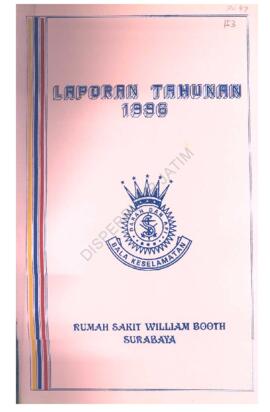 LAPORAN TAHUNAN
1996
DARAH DAN API
S
BALA KESELAMATAN
RUMAH SAKIT WILLIAM BOOTH
SURABAYA